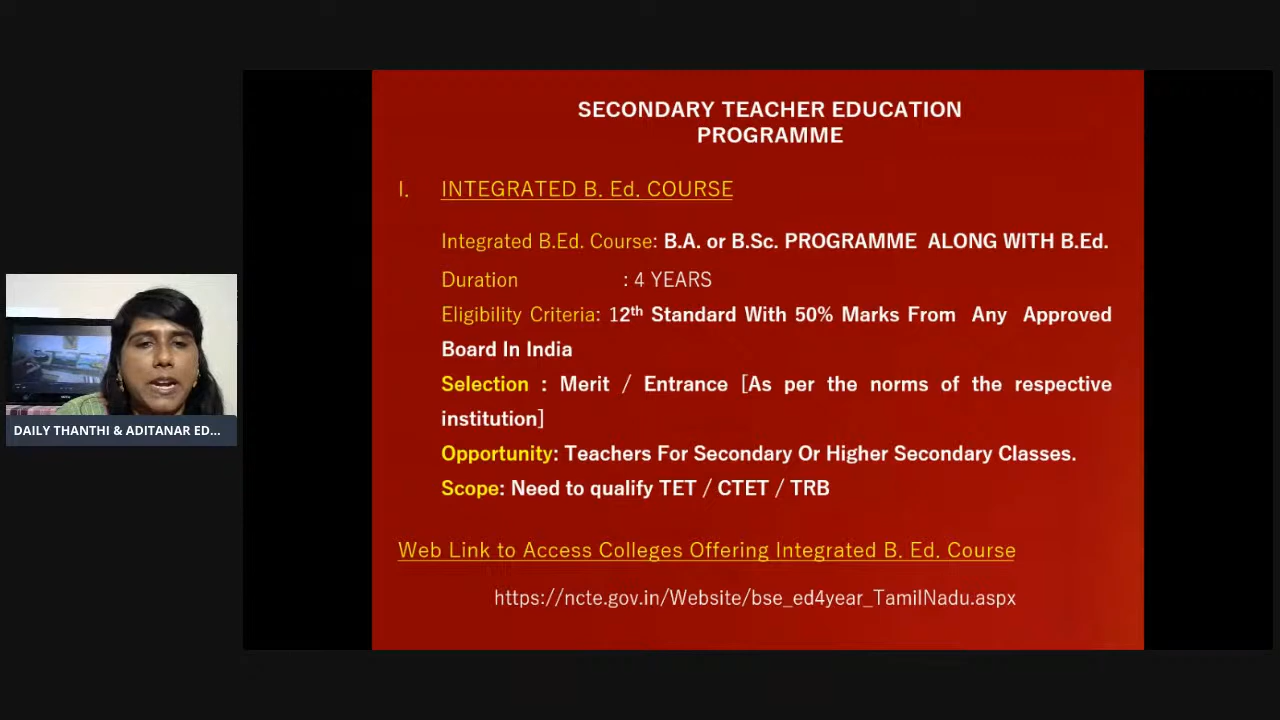 SECONDARY TEACHER EDUCATION
PROGRAMME
I. INTEGRATED B. Ed. COURSE
Integrated B.Ed. Course: B.A. or B.Sc. PROGRAMME ALONG WITH B.Ed.
Duration : 4 YEARS
Eligibility Criteria: 12th Standard With 50% Marks From Any Approved
Board In India
Selection : Merit / Entrance [As per the norms of the respective
institution]
Opportunity: Teachers For Secondary Or Higher Secondary Classes.
Scope: Need to qualify TET / CTET / TRB
Web Link to Access Colleges Offering Integrated B. Ed. Course
https://ncte.gov.in/Website/bse_ed4year_TamilNadu.aspx
DAILY THANTHI & ADITANAR ED...